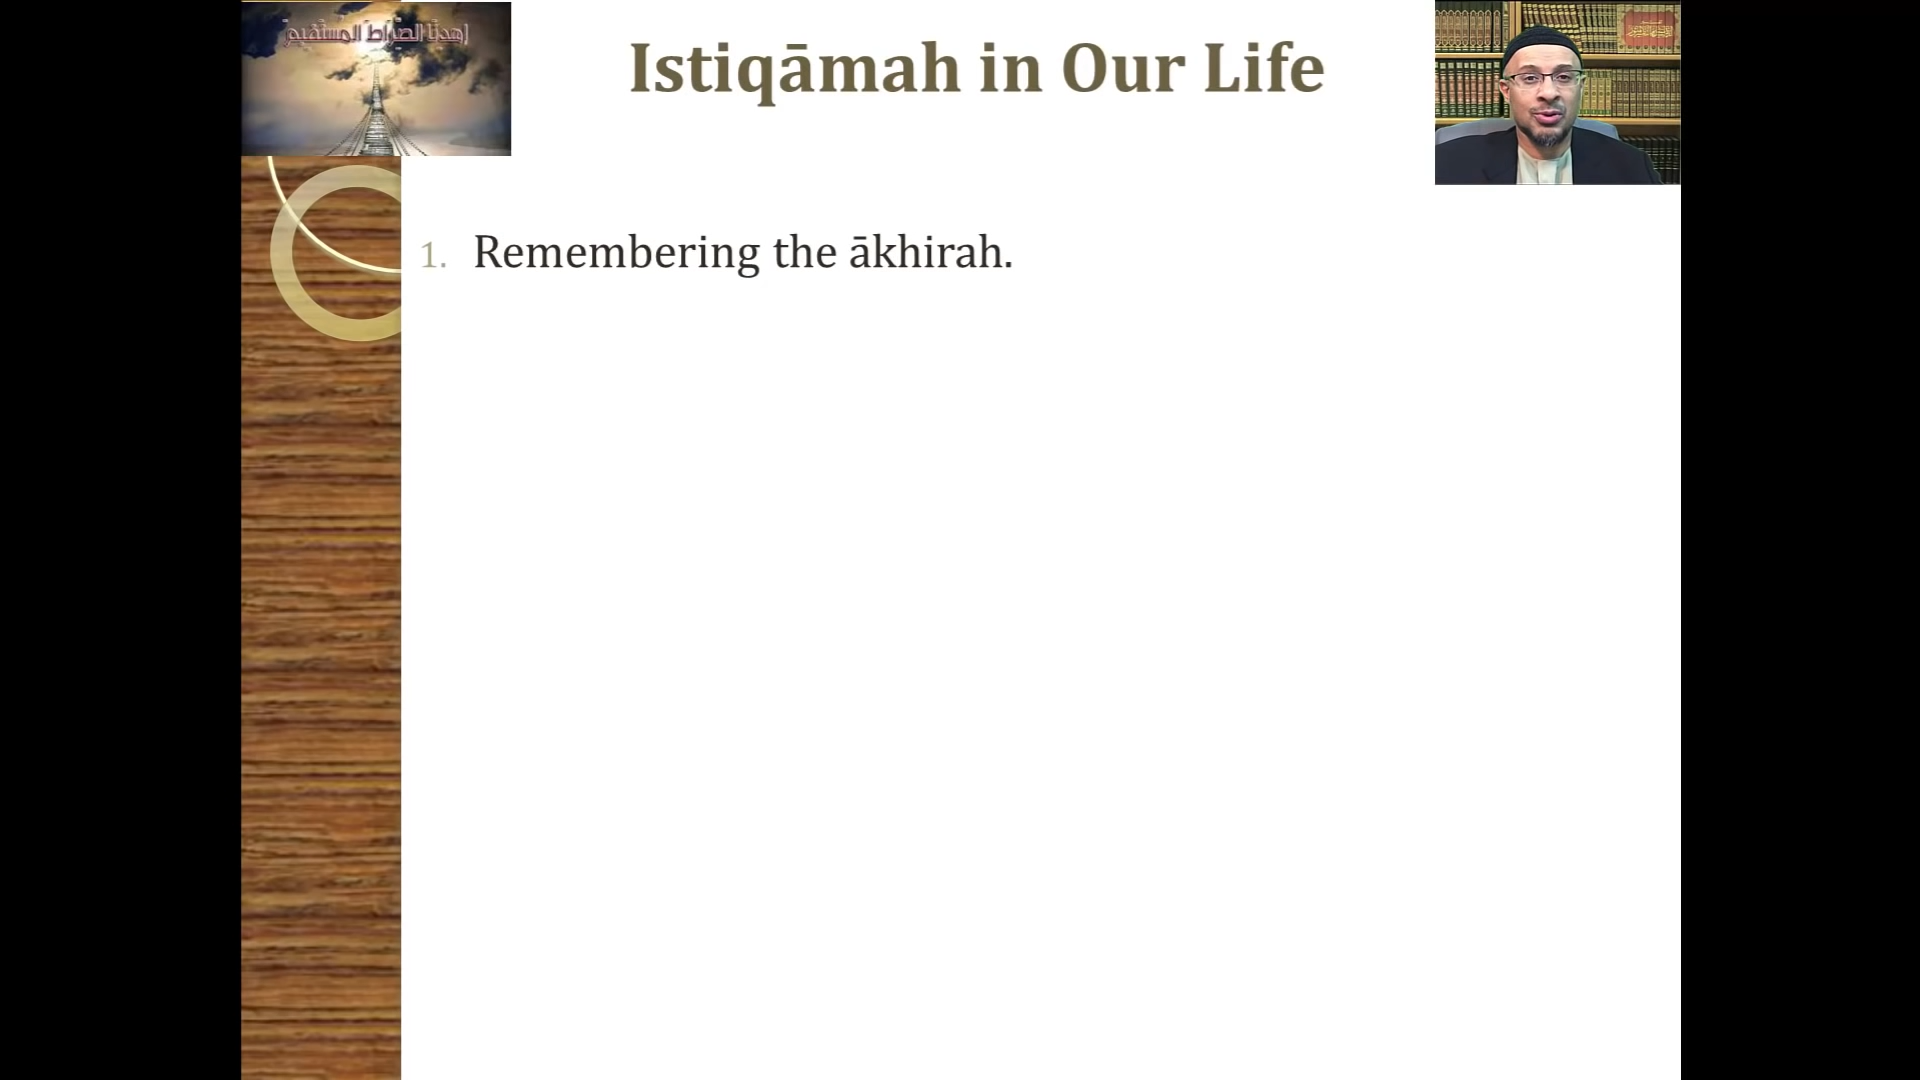 اهدنا الصراط المستقيم
Istiqāmah in Our Life
1. Remembering the ākhirah.